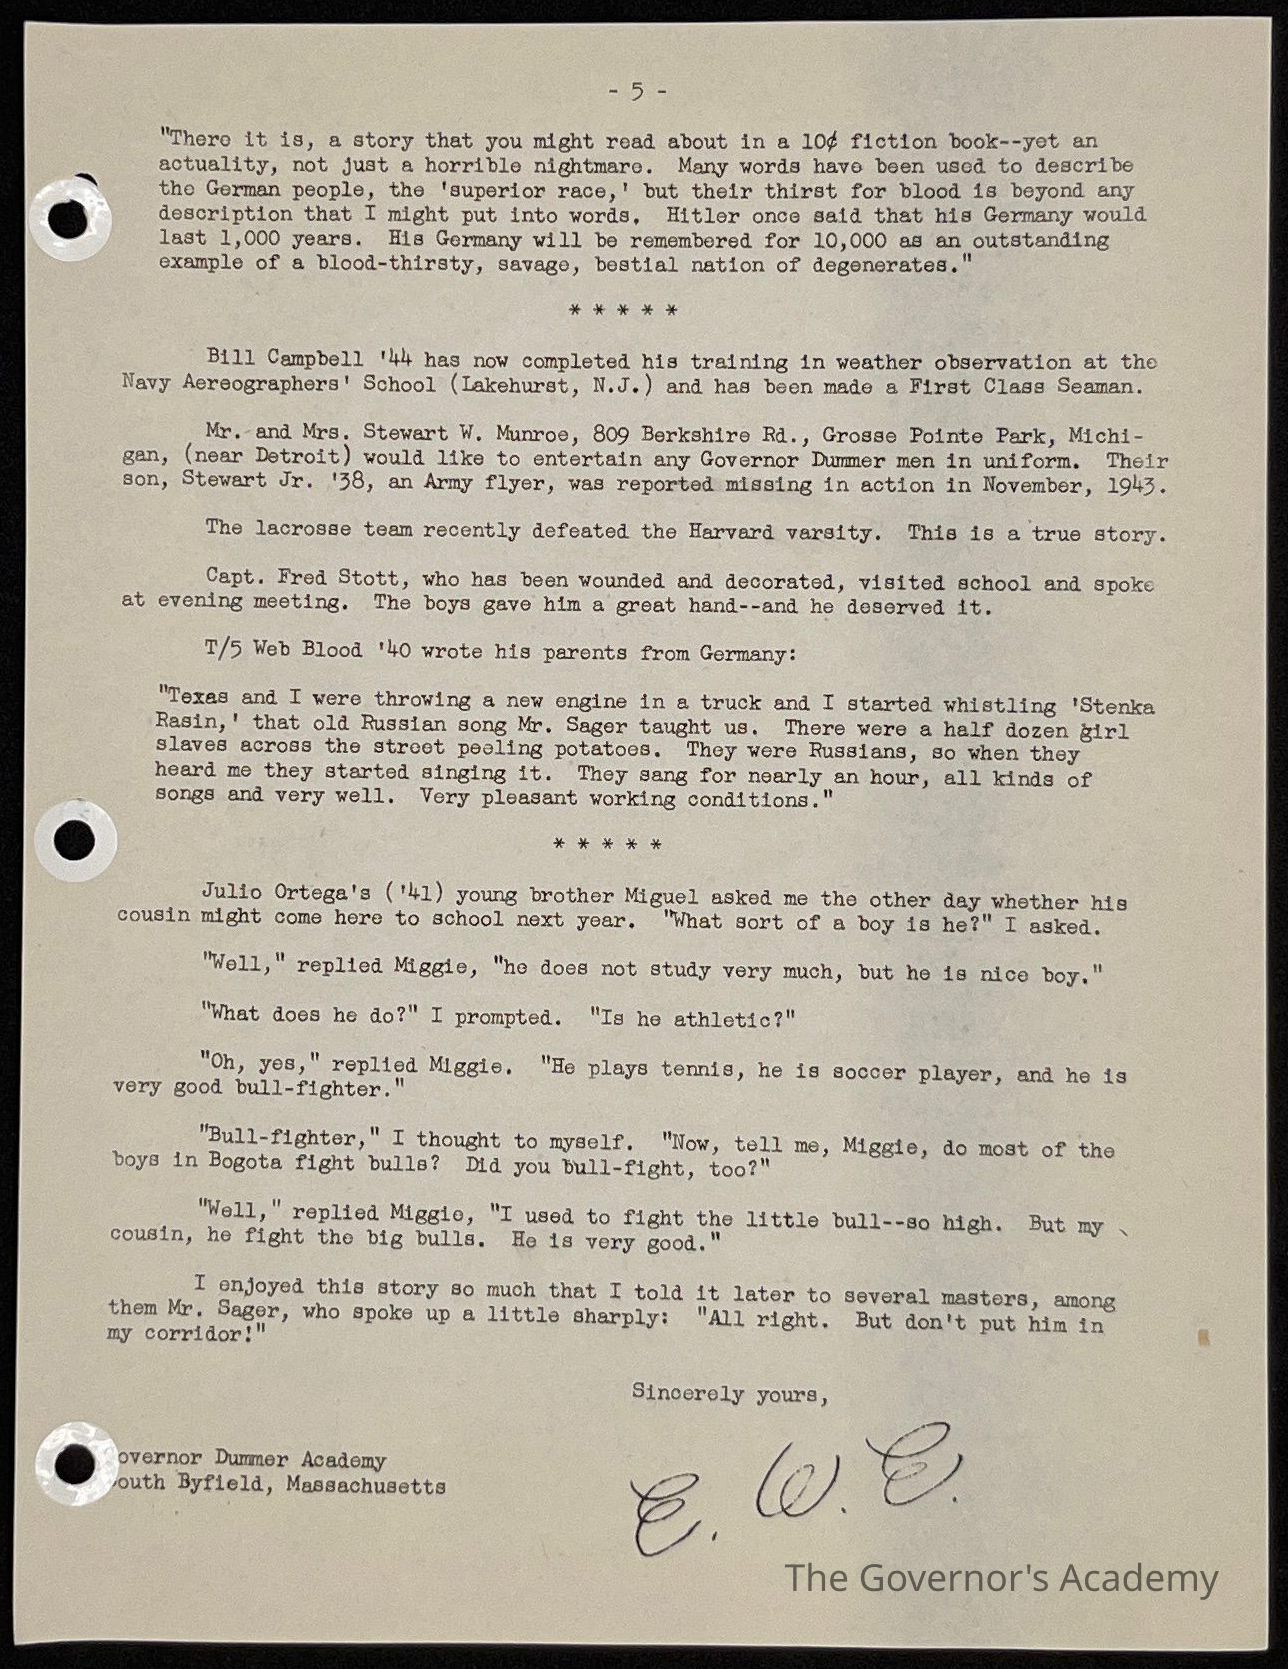 - 5 -
"There it is, a story that you might read about in a 10¢ fiction book--yet an
actuality, not just a horrible nightmare. Many words have been used to describe
the German people, the 'superior race,' but their thirst for blood is beyond any
description that I might put into words. Hitler once said that his Germany would
last 1,000 years. His Germany will be remembered for 10,000 as an outstanding
example of a blood-thirsty, savage, bestial nation of degenerates."
* * * * *
Bill Campbell '44 has now completed his training in weather observation at the
Navy Aereographers' School (Lakehurst, N.J.) and has been made a First Class Seaman.
Mr. and Mrs. Stewart W. Munroe, 809 Berkshire Rd., Grosse Pointe Park, Michi-
gan, (near Detroit) would like to entertain any Governor Dummer men in uniform. Their
son, Stewart Jr. '38, an Army flyer, was reported missing in action in November, 1943.
The lacrosse team recently defeated the Harvard varsity. This is a true story.
Capt. Fred Stott, who has been wounded and decorated, visited school and spoke
at evening meeting. The boys gave him a great hand--and he deserved it.
T/5 Web Blood '40 wrote his parents from Germany:
"Texas and I were throwing a new engine in a truck and I started whistling 'Stenka
Rasin,' that old Russian song Mr. Sager taught us. There were a half dozen girl
slaves across the street peeling potatoes. They were Russians, so when they
heard me they started singing it. They sang for nearly an hour, all kinds of
songs and very well. Very pleasant working conditions."
* * * * *
Julio Ortega's ('41) young brother Miguel asked me the other day whether his
cousin might come here to school next year. "What sort of a boy is he?" I asked.
"Well," replied Miggie, "he does not study very much, but he is nice boy."
"What does he do?" I prompted. "Is he athletic?"
"Oh, yes," replied Miggie. "He plays tennis, he is soccer player, and he is
very good bull-fighter."
"Bull-fighter," I thought to myself. "Now, tell me, Miggie, do most of the
boys in Bogota fight bulls? Did you bull-fight, too?"
"Well," replied Miggie, "I used to fight the little bull--so high. But my
cousin, he fight the big bulls. He is very good."
I enjoyed this story so much that I told it later to several masters, among
them Mr. Sager, who spoke up a little sharply: "All right. But don't put him in
my corridor!"
Sincerely yours,
E. W. E.
overnor Dummer Academy
outh Byfield, Massachusetts
The Governor's Academy